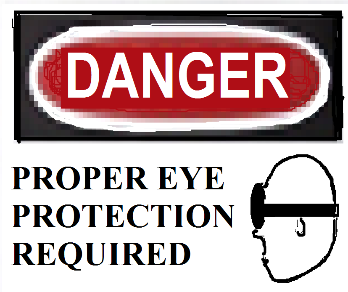 DANGER
PROPER EYE
PROTECTION
REQUIRED